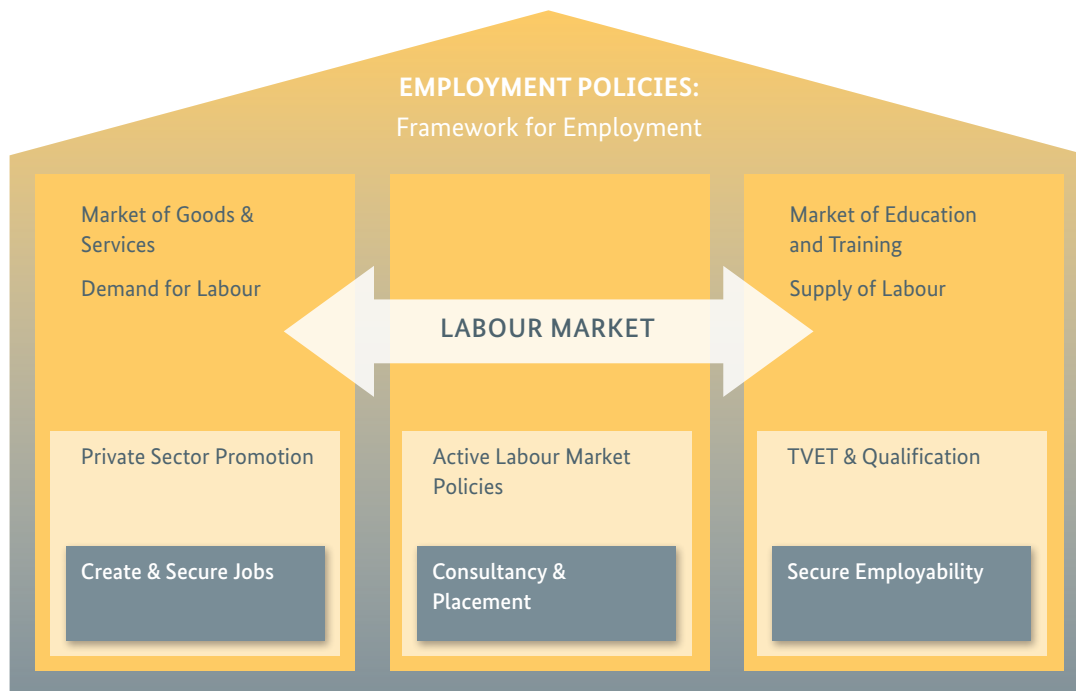 EMPLOYMENT POLICIES:
Framework for Employment
Market of Goods &
Services
Demand for Labour
Market of Education
and Training
Supply of Labour
LABOUR MARKET
Private Sector Promotion
Create & Secure Jobs
Active Labour Market
Policies
Consultancy &
Placement
TVET & Qualification
Secure Employability